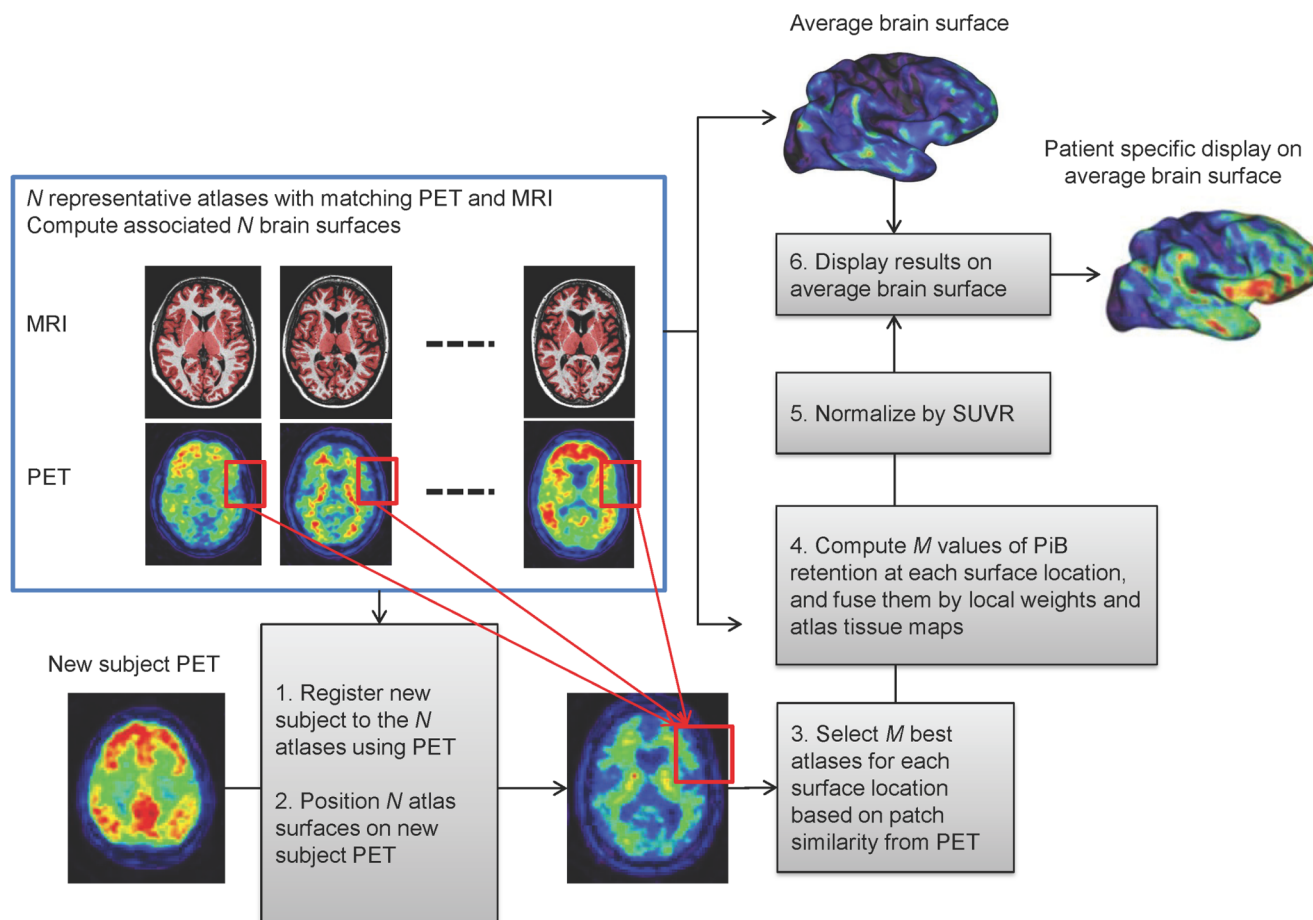 Average brain surface
Patient specific display on
average brain surface
N representative atlases with matching PET and MRI
Compute associated N brain surfaces
MRI
PET
6. Display results on
average brain surface
5. Normalize by SUVR
4. Compute M values of PiB
retention at each surface location,
and fuse them by local weights and
atlas tissue maps
New subject PET
1. Register new
subject to the N
atlases using PET
2. Position N atlas
surfaces on new
subject PET
3. Select M best
atlases for each
surface location
based on patch
similarity from PET